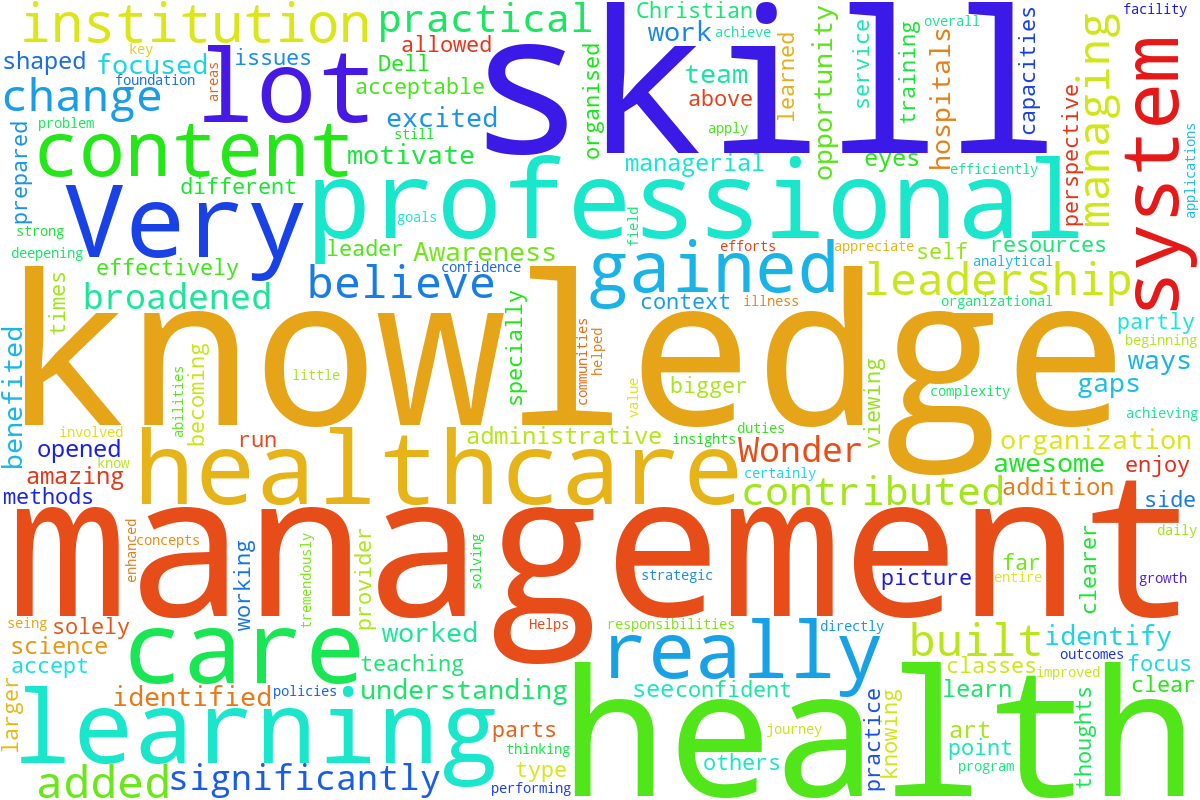 institution
practical
skill
Christian
facility
key
allowed
work
achieve
overall
shaped
focused
issues
Dell
lot
foundation
areas
acceptable
team
above
learned
opportunity
service
training
hospitals
capacities
managing
system
change
excited
organised
problem
still
apply
perspective
applications
prepared
content
motivate
managerial
eyes
efficiently
different
Very
professional
strong
goals
field
deepening
leader
Awareness
efforts
appreciate
self
resources
effectively
confidence
analytical
times
broadened
believe
gained
context
illness
leadership
organizational
knowledge
specially
communities
helped
partly
beginning
benefited
becoming
abilities
little
value
bigger
viewing
complexity
gaps
ways
achieving
involved
know
opened
run
healthcare
administrative
insights
duties
Wonder
certainly
organization
awesome
enjoy
amazing
methods
contributed
addition
side
management
enhanced
concepts
working
tremendously
provider
solving
strategic
picture
far
entire
clearer
daily
growth
seing
solely
science
accept
care
worked
teaching
Helps
responsibilities
really
directly
built
identify
classes
improved
outcomes
focus
larger
identified
policies
understanding
seeconfident
learn
clear
learning
parts
thinking
type
performing
health
others
journey
practice
knowing
art
point
program
thoughts
added
significantly